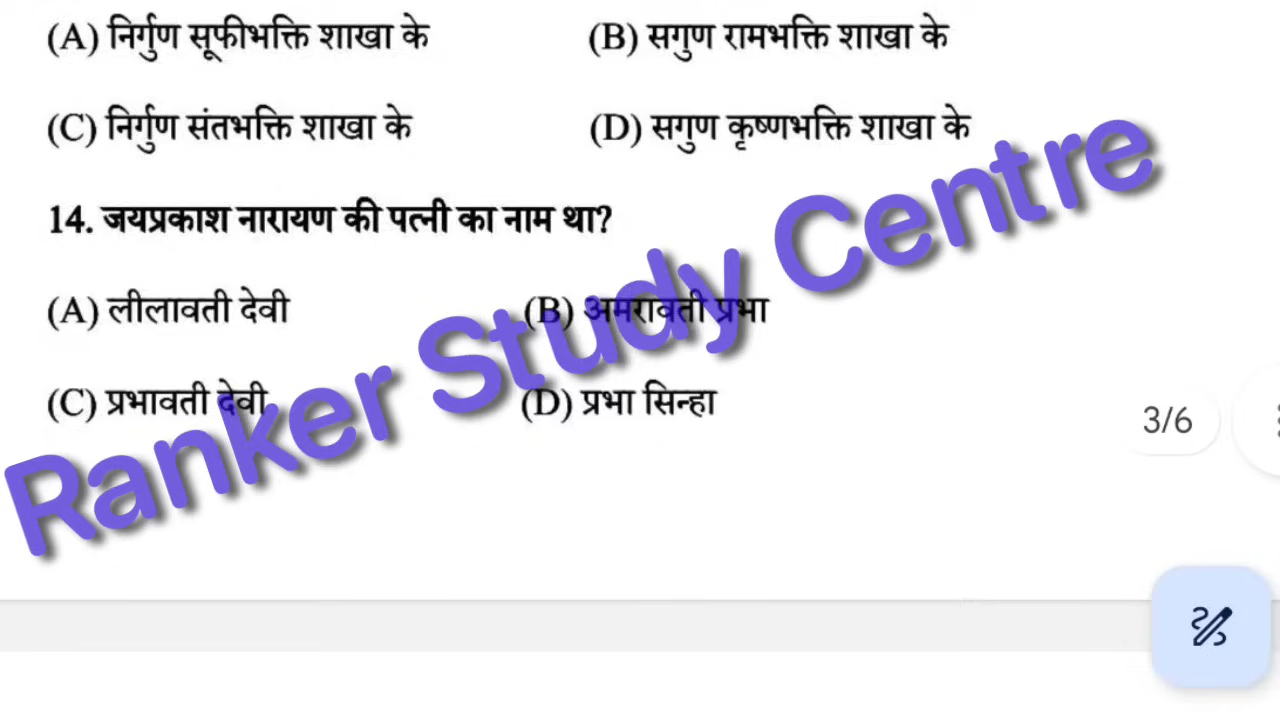 (A) निर्गुण सूफीभक्ति शाखा के (B) सगुण रामभक्ति शाखा के
(C) निर्गुण संतभक्ति शाखा के (D) सगुण कृष्णभक्ति शाखा के
14. जयप्रकाश नारायण की पत्नी का नाम था?
(A) लीलावती देवी (B) अमरावती प्रभा
(C) प्रभावती देवी (D) प्रभा सिन्हा
3/6
Ranker Study Centre